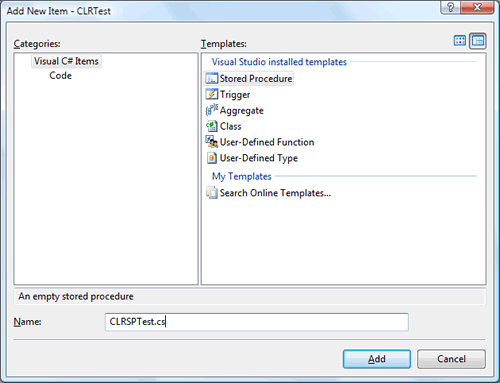 Add New Item - CLRTest
Categories:
Templates:
Visual C# Items
Code
Visual Studio installed templates
Stored Procedure
Trigger
Aggregate
Class
User-Defined Function
User-Defined Type
My Templates
Search Online Templates...
An empty stored procedure
Name:
CLRSPTest.cs
Add
Cancel